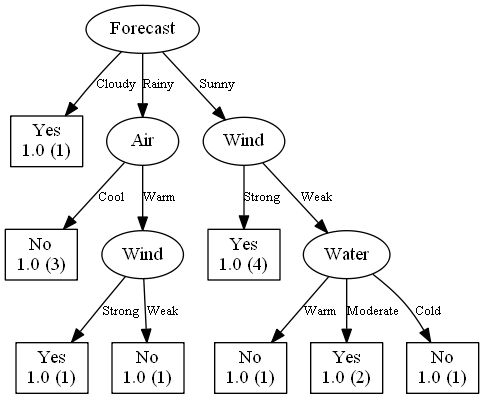 Forecast
Cloudy Rainy Sunny
Yes
1.0 (1)
Air
Wind
Cool Warm Strong Weak
No
1.0 (3)
Wind
Yes
1.0 (4)
Water
Strong Weak Warm Moderate Cold
Yes
1.0 (1)
No
1.0 (1)
No
1.0 (1)
Yes
1.0 (2)
No
1.0 (1)